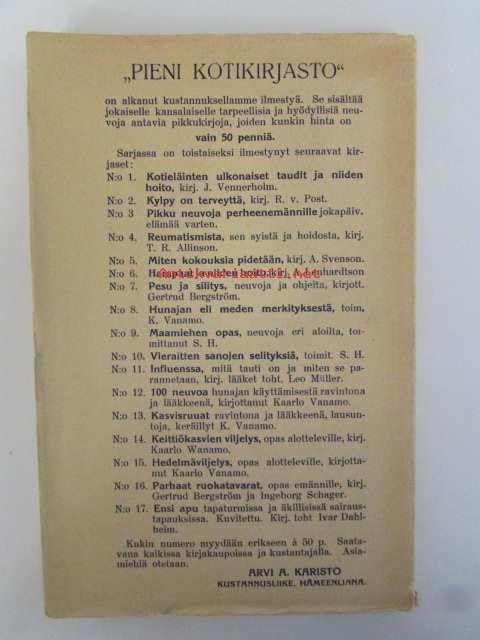 „PIENI KOTIKIRJASTO“
on alkanut kustannuksellamme ilmestyä. Se sisältää
jokaiselle kansalaiselle tarpeellisia ja hyödyllisiä neu-
voja antavia pikkukirjoja, joiden kunkin hinta on
vain 50 penniä.
Sarjassa on toistaiseksi ilmestynyt seuraavat kir-
jaset:
N:o 1. Kotieläinten ulkonaiset taudit ja niiden
hoito, kirj. J. Vennerholm.
N:o 2. Kylpy on terveyttä, kirj. R. v. Post.
N:o 3 Pikku neuvoja perheenemännille jokapäiv.
elämää varten.
N:o 4. Reumatismista, sen syistä ja hoidosta, kirj.
T. R. Allinson.
N:o 5. Miten kokouksia pidetään, kirj. A. Svenson.
N:o 6. Hampaat ja niiden hoito, kirj. A. Lenhardtson
N:o 7. Pesu ja silitys, neuvoja ja ohjeita, kirjott.
Gertrud Bergström.
N:o 8. Hunajan eli meden merkityksestä, toim.
K. Vanamo.
N:o 9. Maamiehen opas, neuvoja eri aloilta, toi-
mittanut S. H.
N:o 10. Vieraitten sanojen selityksiä, toimit. S. H.
N:o 11. Influenssa, mitä tauti on ja miten se pa-
rannetaan, kirj. lääket toht. Leo Müller.
N:o 12. 100 neuvoa hunajan käyttämisestä ravintona
ja lääkkeenä, kirjottanut Kaarlo Vanamo.
N:o 13. Kasvisruuat ravintona ja lääkkeenä, lausun-
toja, keräillyt K. Vanamo.
N:o 14. Keittiökasvien viljelys, opas alotteleville, kirj.
Kaarlo Wanamo.
N:o 15. Hedelmäviljelys, opas alotteleville, kirjotta-
nut Kaarlo Vanamo.
N:o 16. Parhaat ruokatavarat, opas emännille, kirj.
Gertrud Bergström ja Ingeborg Schager.
N:o 17. Ensi apu tapaturmissa ja äkillisissä sairaus-
tapauksissa. Kuvitettu. Kirj. toht Ivar Dahl-
heim.
Kukin numero myydään erikseen à 50 p. Saata-
vana kaikissa kirjakaupoissa ja kustantajalla. Asia-
miehiä otetaan.
ARVI A. KARISTO
KUSTANNUSLIIKE, HÄMEENLINNA.